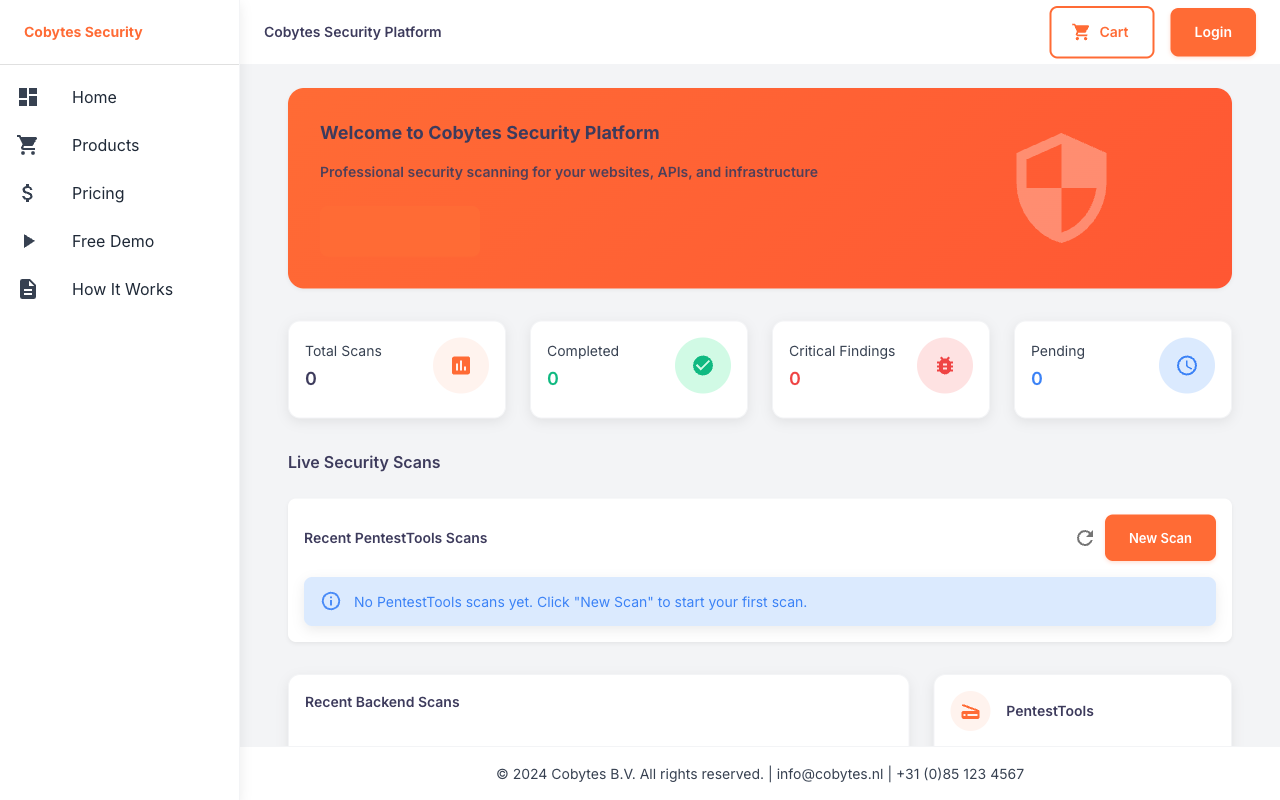 Cobytes Security
Cobytes Security Platform
Cart
Login
Home
Products
Pricing
Free Demo
How It Works
Welcome to Cobytes Security Platform
Professional security scanning for your websites, APIs, and infrastructure
Total Scans
0
Completed
0
Critical Findings
0
Pending
0
Live Security Scans
Recent PentestTools Scans
New Scan
No PentestTools scans yet. Click "New Scan" to start your first scan.
Recent Backend Scans
PentestTools
© 2024 Cobytes B.V. All rights reserved. | info@cobytes.nl | +31 (0)85 123 4567